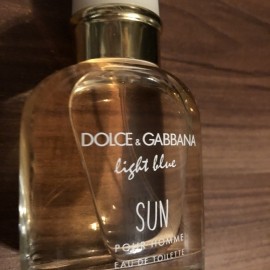 DOLCE & GABBANA
light blue
SUN
POUR HOMME
EAU DE TOILETTE